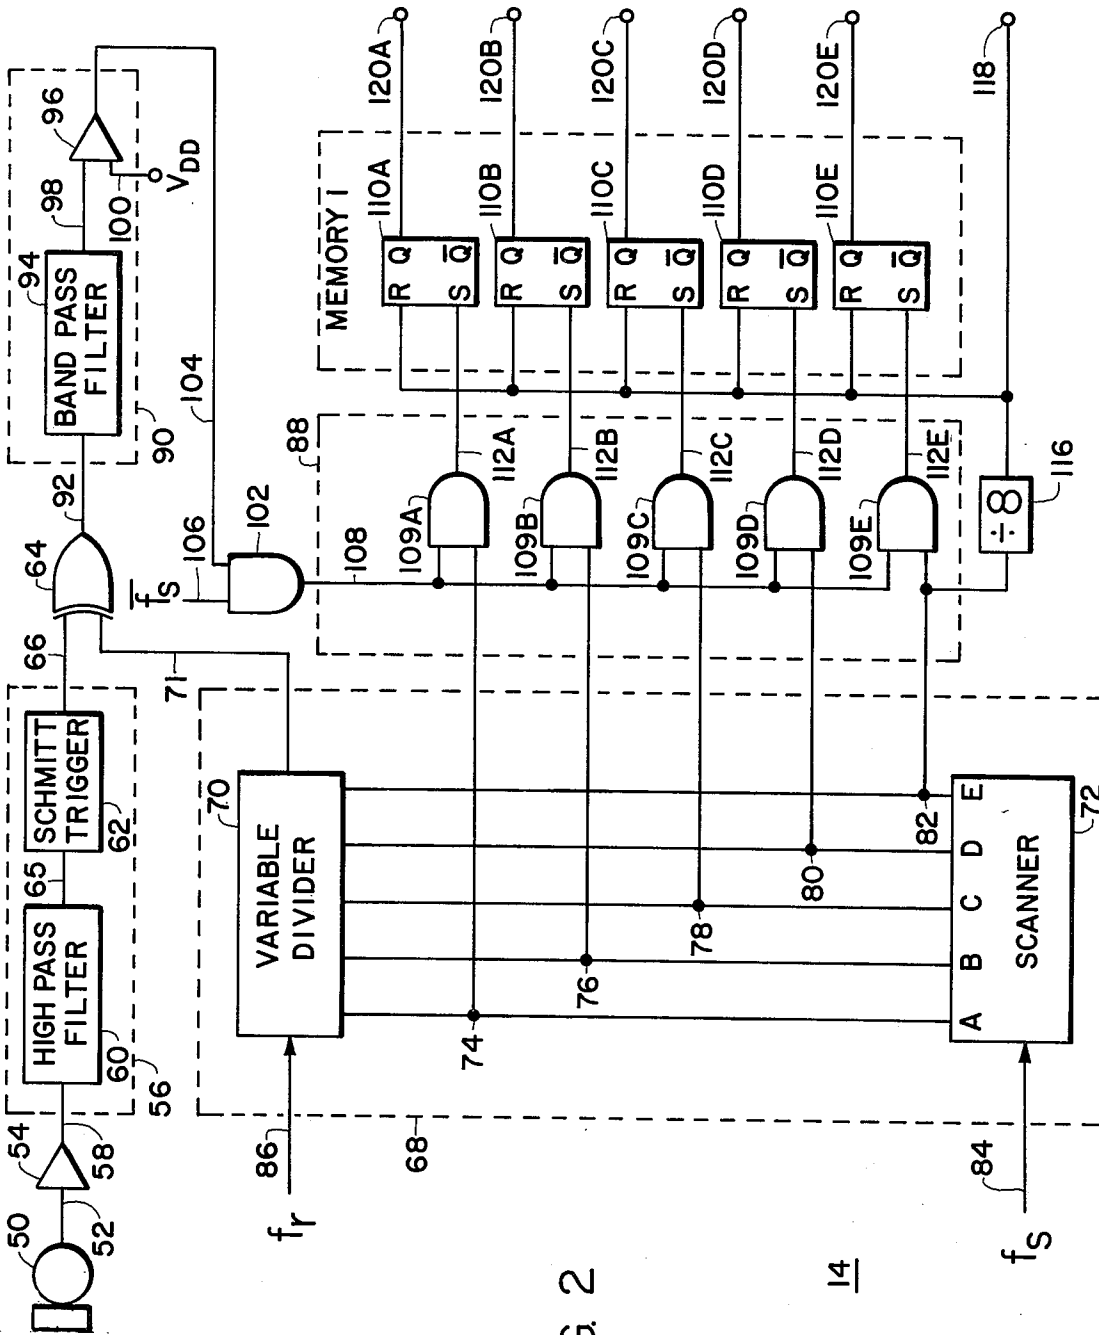 50
52
54
58
56
60
HIGH PASS
FILTER
65
62
SCHMITT
TRIGGER
66
64
92
71
90
94
BAND PASS
FILTER
98
96
100
VDD
f̅s
106
102
104
108
86
fr
68
70
VARIABLE
DIVIDER
74
76
78
80
82
A B C D E
SCANNER
72
84
fs
88
109A
109B
109C
109D
109E
112A
112B
112C
112D
112E
÷8
116
118
MEMORY I
110A
R Q
S Q̅
110B
R Q
S Q̅
110C
R Q
S Q̅
110D
R Q
S Q̅
110E
R Q
S Q̅
120A
120B
120C
120D
120E
G. 2
14